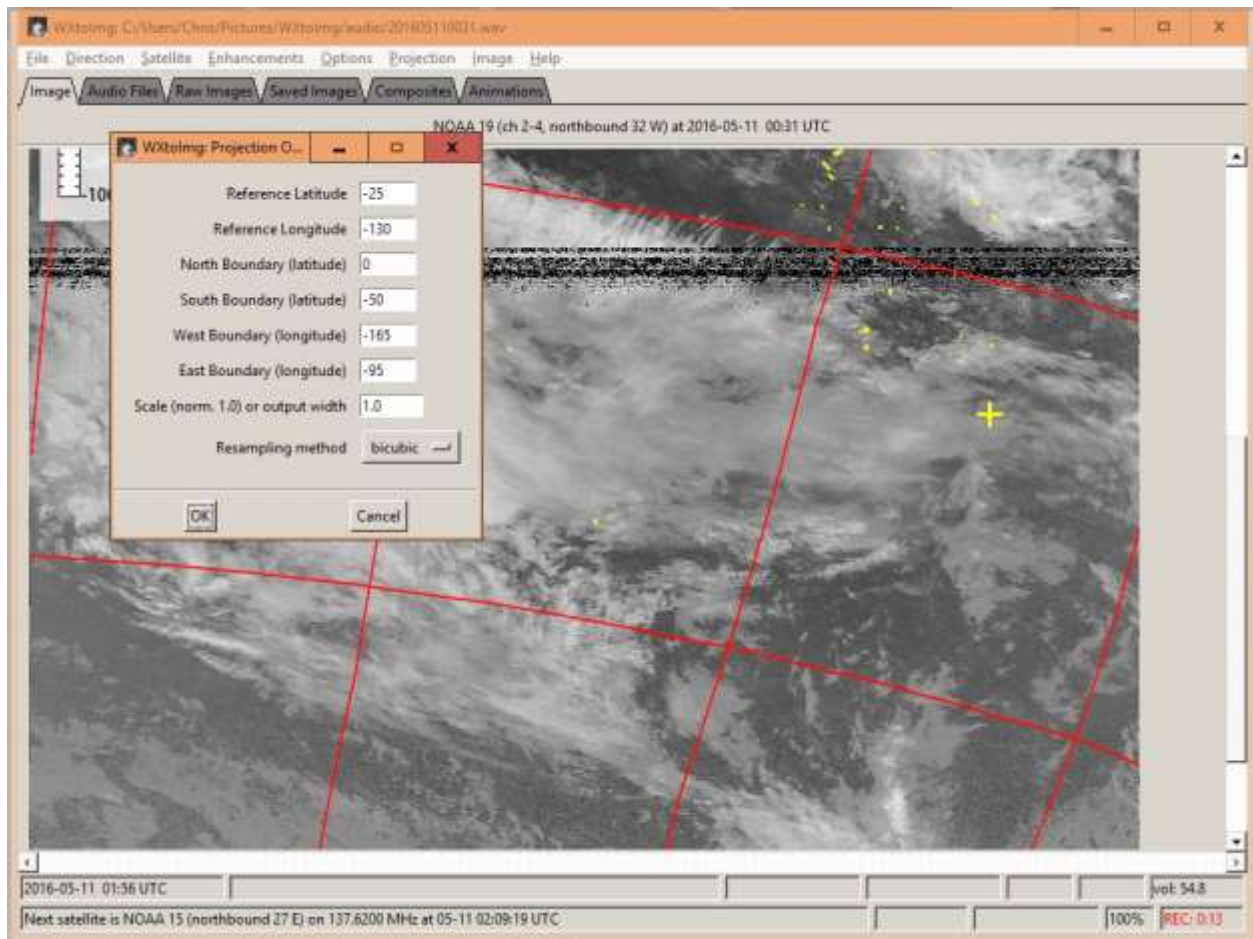 WXtoImg: C:/Users/Chris/Pictures/WXtoImg/audio/201605110031.wav
File Direction Satellite Enhancements Options Projection Image Help
Image Audio Files Raw Images Saved Images Composites Animations
NOAA 19 (ch 2-4, northbound 32 W) at 2016-05-11 00:31 UTC
WXtoImg: Projection O...
Reference Latitude -25
Reference Longitude -130
North Boundary (latitude) 0
South Boundary (latitude) -50
West Boundary (longitude) -165
East Boundary (longitude) -95
Scale (norm. 1.0) or output width 1.0
Resampling method bicubic
OK Cancel
2016-05-11 01:56 UTC
vol: 54.8
Next satellite is NOAA 15 (northbound 27 E) on 137.6200 MHz at 05-11 02:09:19 UTC
100% REC: 0:13